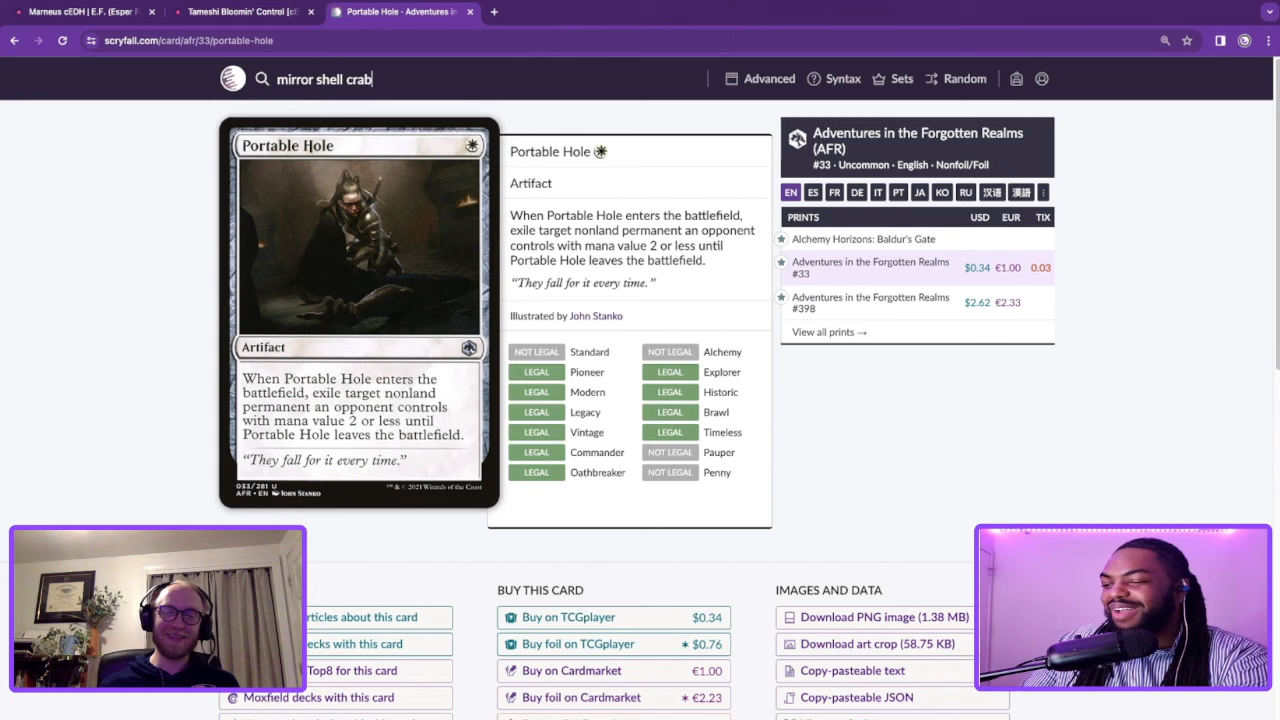 Marneus cEDH | E.F. (Esper
Tameshi Bloomin' Control [cE
Portable Hole - Adventures in
scryfall.com/card/afr/33/portable-hole
mirror shell crab
Advanced
Syntax
Sets
Random
Portable Hole
Artifact
When Portable Hole enters the
battlefield, exile target nonland
permanent an opponent controls
with mana value 2 or less until
Portable Hole leaves the battlefield.
“They fall for it every time.”
033/281 U
AFR • EN JOHN STANKO
™ & © 2021 Wizards of the Coast
Portable Hole
Artifact
When Portable Hole enters the battlefield,
exile target nonland permanent an opponent
controls with mana value 2 or less until
Portable Hole leaves the battlefield.
“They fall for it every time.”
Illustrated by John Stanko
NOT LEGAL Standard NOT LEGAL Alchemy
LEGAL Pioneer LEGAL Explorer
LEGAL Modern LEGAL Historic
LEGAL Legacy LEGAL Brawl
LEGAL Vintage LEGAL Timeless
LEGAL Commander NOT LEGAL Pauper
LEGAL Oathbreaker NOT LEGAL Penny
Adventures in the Forgotten Realms
(AFR)
#33 · Uncommon · English · Nonfoil/Foil
EN ES FR DE IT PT JA KO RU 汉语 漢語
PRINTS USD EUR TIX
Alchemy Horizons: Baldur's Gate
Adventures in the Forgotten Realms
#33 $0.34 €1.00 0.03
Adventures in the Forgotten Realms
#398 $2.62 €2.33
View all prints →
rticles about this card
ecks with this card
Top8 for this card
Moxfield decks with this card
BUY THIS CARD
Buy on TCGplayer $0.34
Buy foil on TCGplayer ✶ $0.76
Buy on Cardmarket €1.00
Buy foil on Cardmarket ✶ €2.23
IMAGES AND DATA
Download PNG image (1.38 MB)
Download art crop (58.75 KB)
Copy-pasteable text
Copy-pasteable JSON